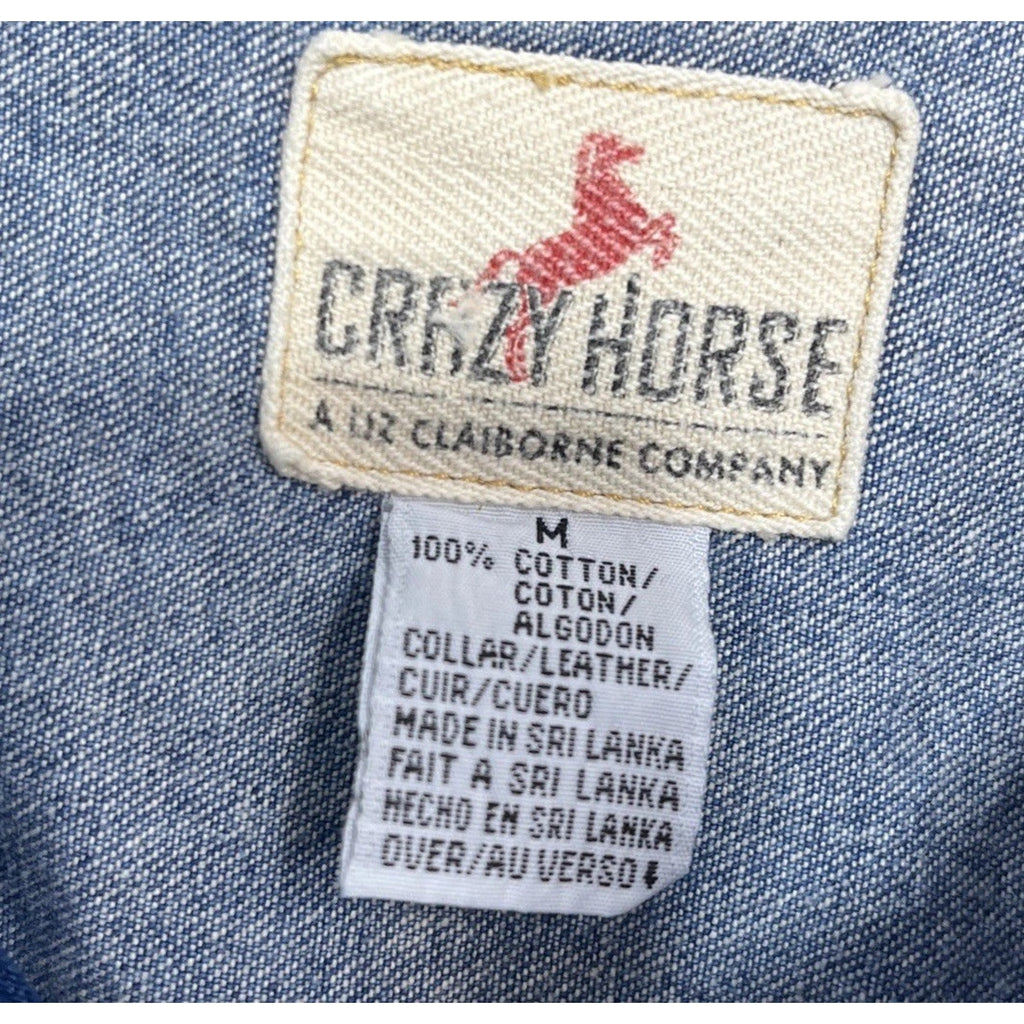 CRAZY HORSE
A LIZ CLAIBORNE COMPANY
M
100% COTTON/
COTON/
ALGODON
COLLAR/LEATHER/
CUIR/CUERO
MADE IN SRI LANKA
FAIT A SRI LANKA
HECHO EN SRI LANKA
OVER/AU VERSO